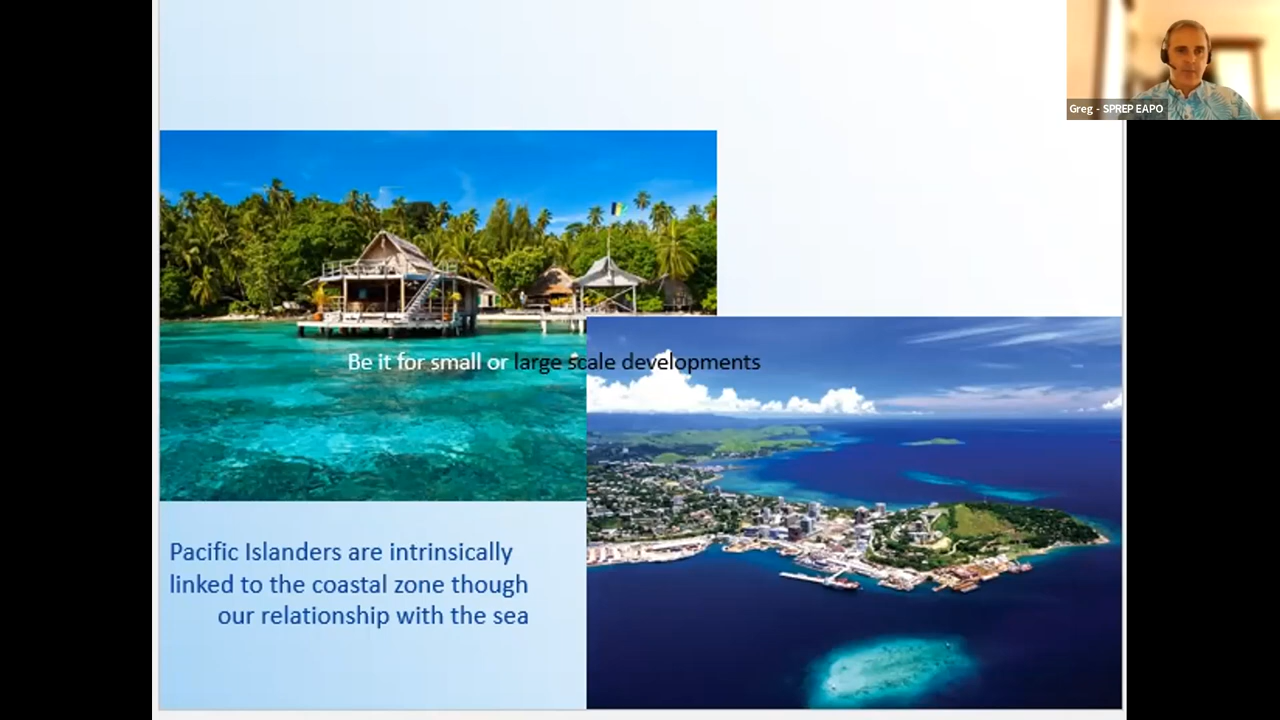 Greg - SPREP EAPO
Be it for small or large scale developments
Pacific Islanders are intrinsically
linked to the coastal zone though
our relationship with the sea